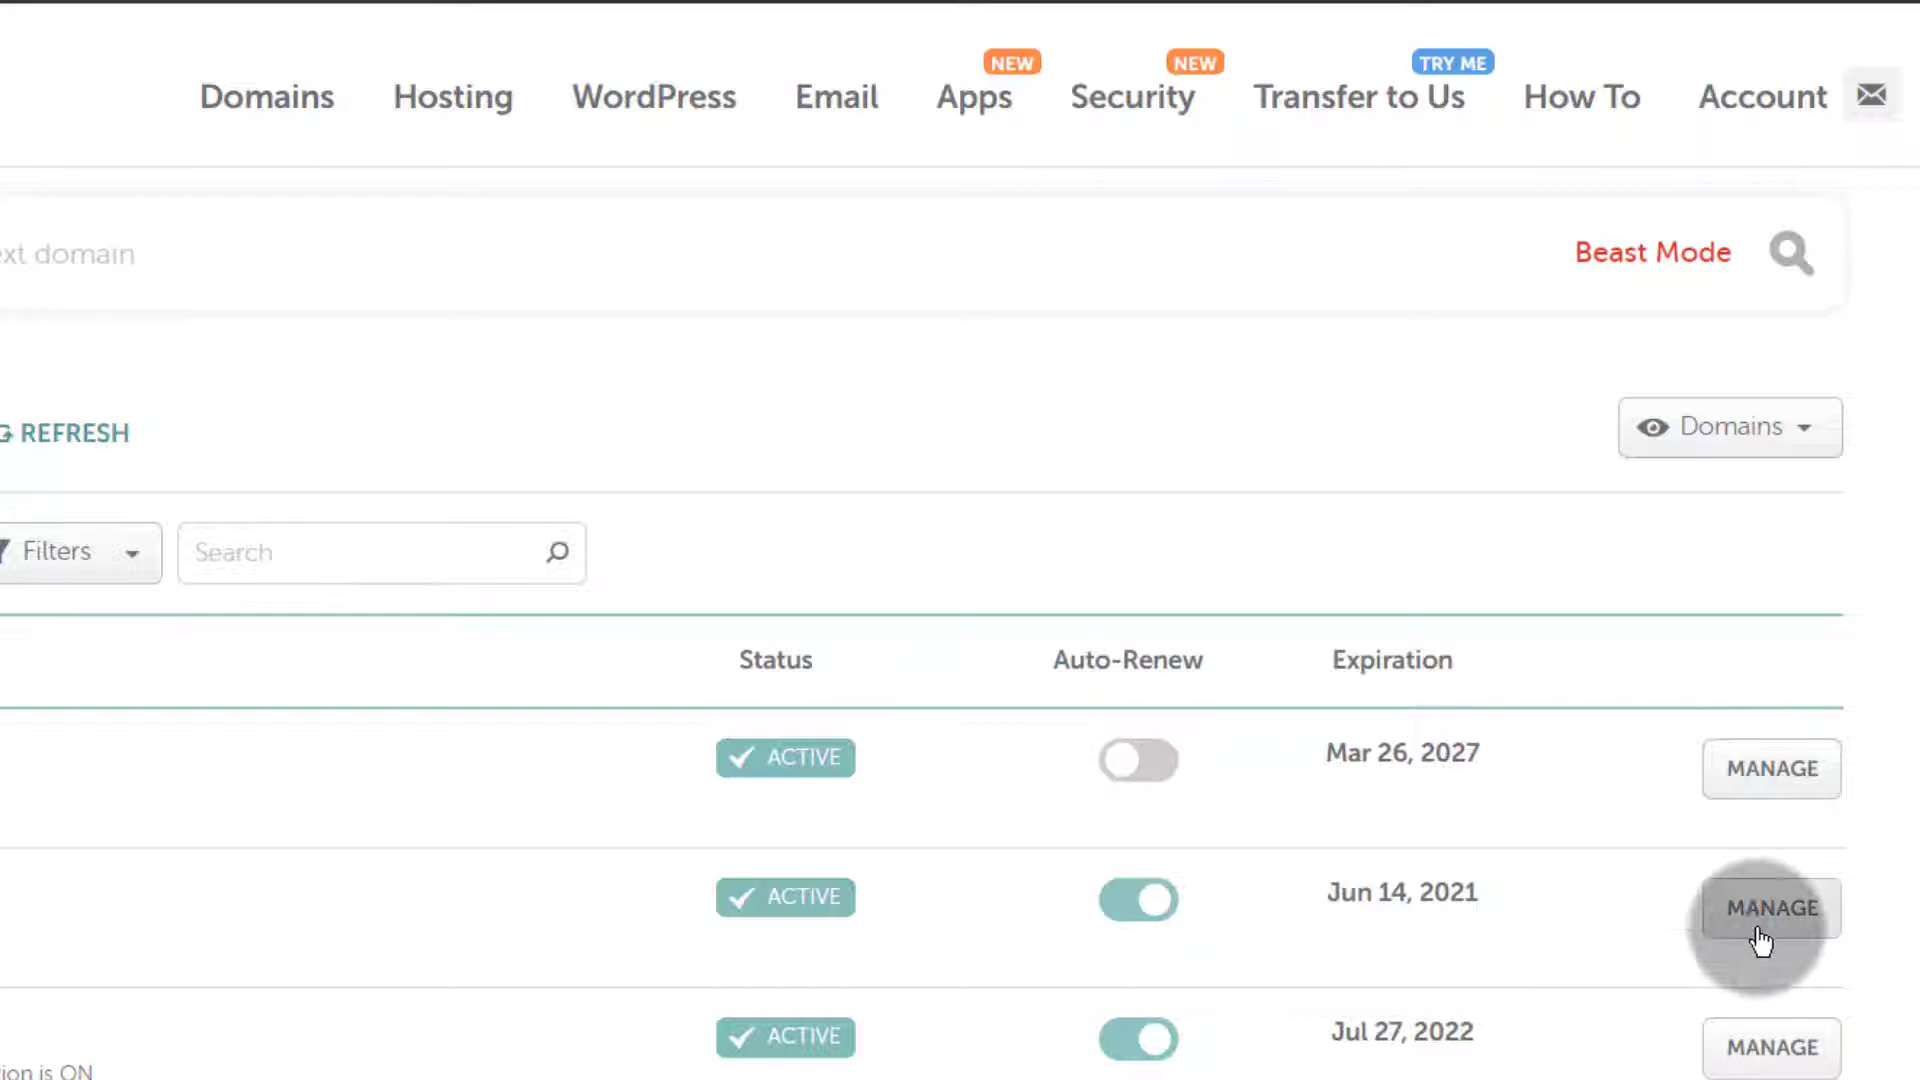 NEW NEW TRY ME
Domains Hosting WordPress Email Apps Security Transfer to Us How To Account
ext domain Beast Mode
REFRESH Domains
Filters Search
Status Auto-Renew Expiration
ACTIVE Mar 26, 2027 MANAGE
ACTIVE Jun 14, 2021 MANAGE
ACTIVE Jul 27, 2022 MANAGE
tion is ON